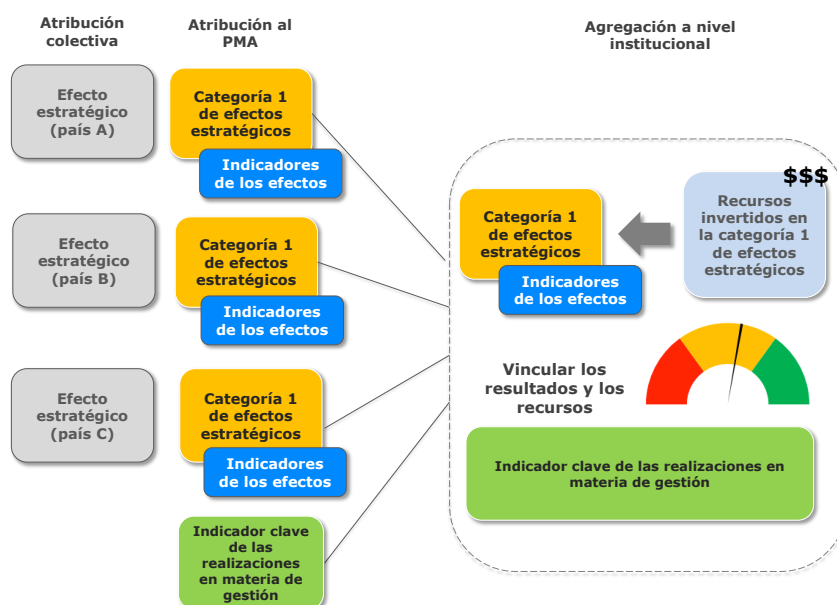 Atribución
colectiva
Atribución al
PMA
Agregación a nivel
institucional
Efecto
estratégico
(país A)
Categoría 1
de efectos
estratégicos
Indicadores
de los efectos
Efecto
estratégico
(país B)
Categoría 1
de efectos
estratégicos
Indicadores
de los efectos
Efecto
estratégico
(país C)
Categoría 1
de efectos
estratégicos
Indicadores
de los efectos
Indicador clave
de las
realizaciones
en materia de
gestión
Categoría 1
de efectos
estratégicos
Indicadores
de los efectos
$$$
Recursos
invertidos en
la categoría 1
de efectos
estratégicos
Vincular los
resultados y los
recursos
Indicador clave de las realizaciones en
materia de gestión